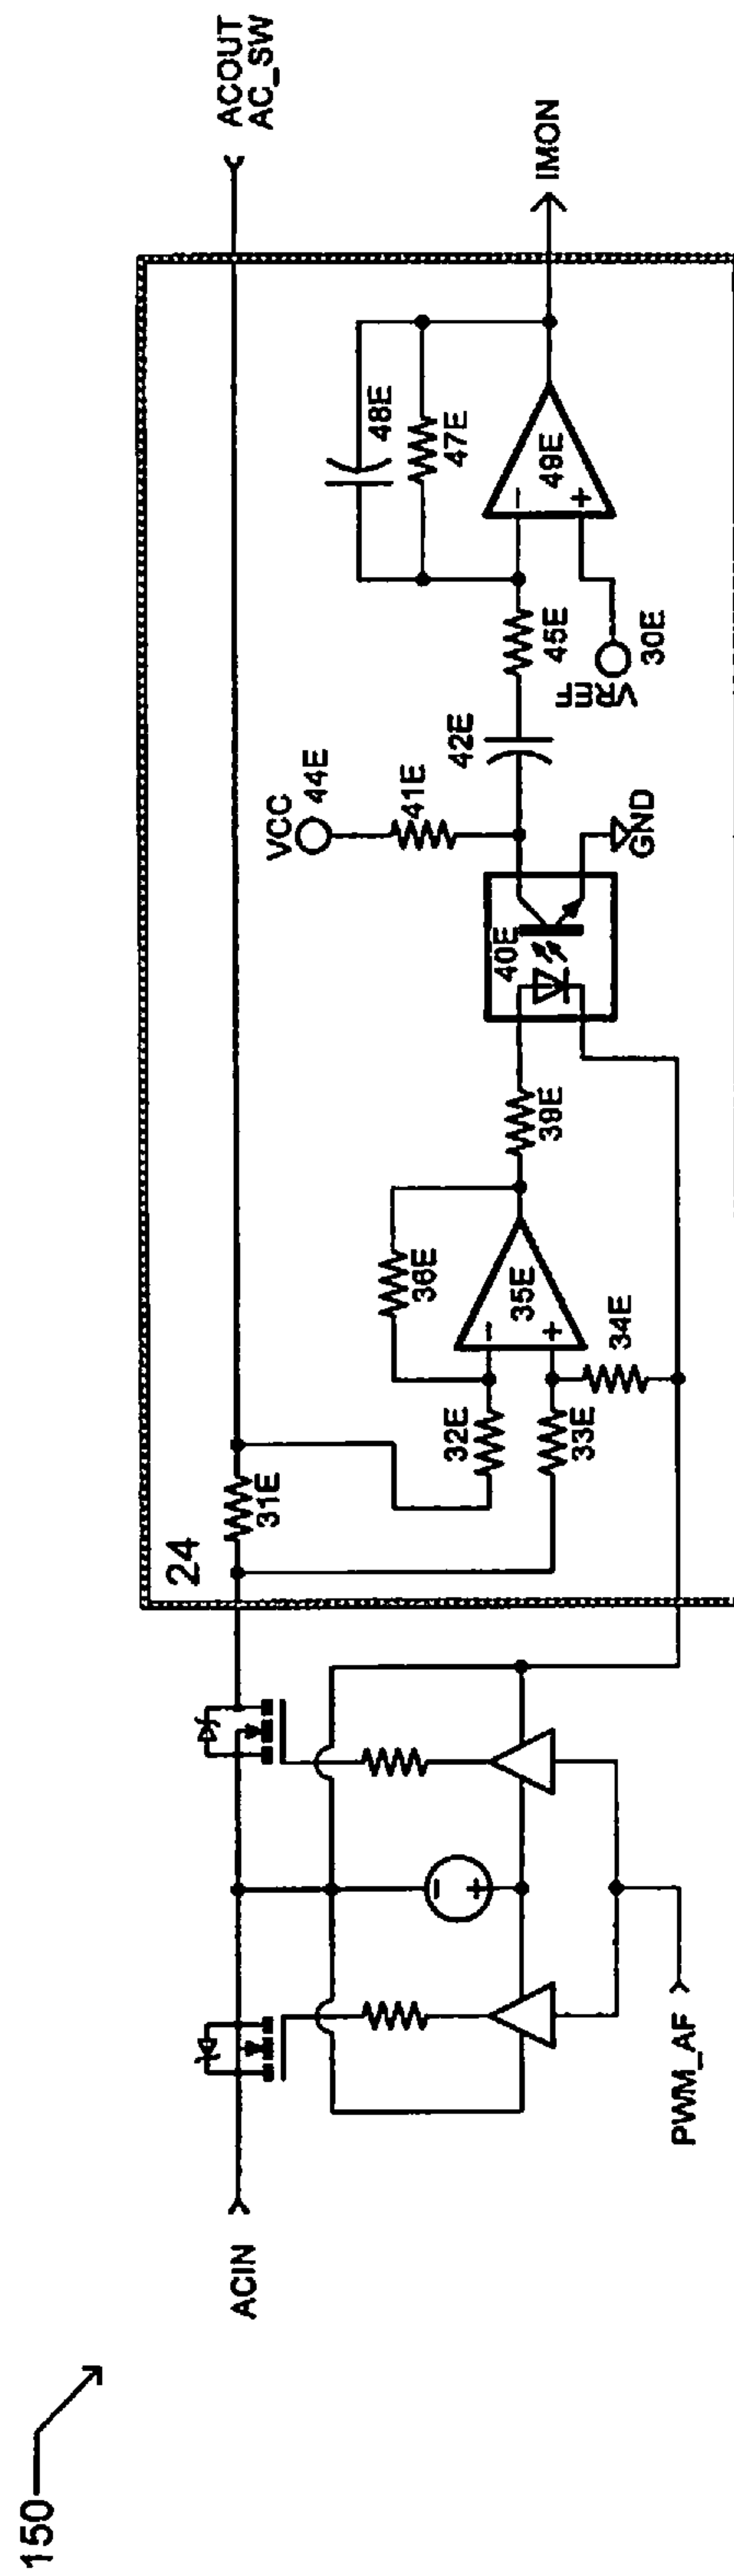 150
ACIN
PWM_AF
24
31E
32E
33E
34E
35E
36E
39E
40E
GND
VCC
44E
41E
42E
45E
VREF
30E
47E
48E
49E
IMON
ACOUT
AC_SW